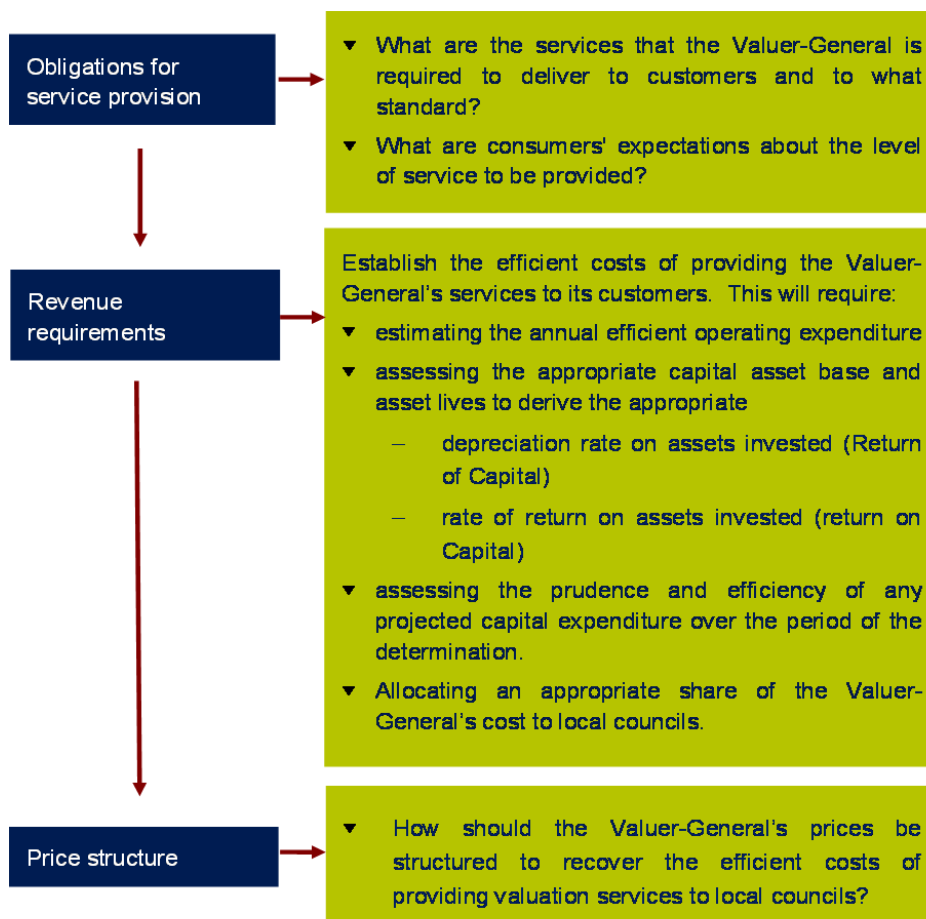 Obligations for
service provision
▼ What are the services that the Valuer-General is
required to deliver to customers and to what
standard?
▼ What are consumers' expectations about the level
of service to be provided?
Revenue
requirements
Establish the efficient costs of providing the Valuer-
General's services to its customers. This will require:
▼ estimating the annual efficient operating expenditure
▼ assessing the appropriate capital asset base and
asset lives to derive the appropriate
– depreciation rate on assets invested (Return
of Capital)
– rate of return on assets invested (return on
Capital)
▼ assessing the prudence and efficiency of any
projected capital expenditure over the period of the
determination.
▼ Allocating an appropriate share of the Valuer-
General's cost to local councils.
Price structure
▼ How should the Valuer-General's prices be
structured to recover the efficient costs of
providing valuation services to local councils?